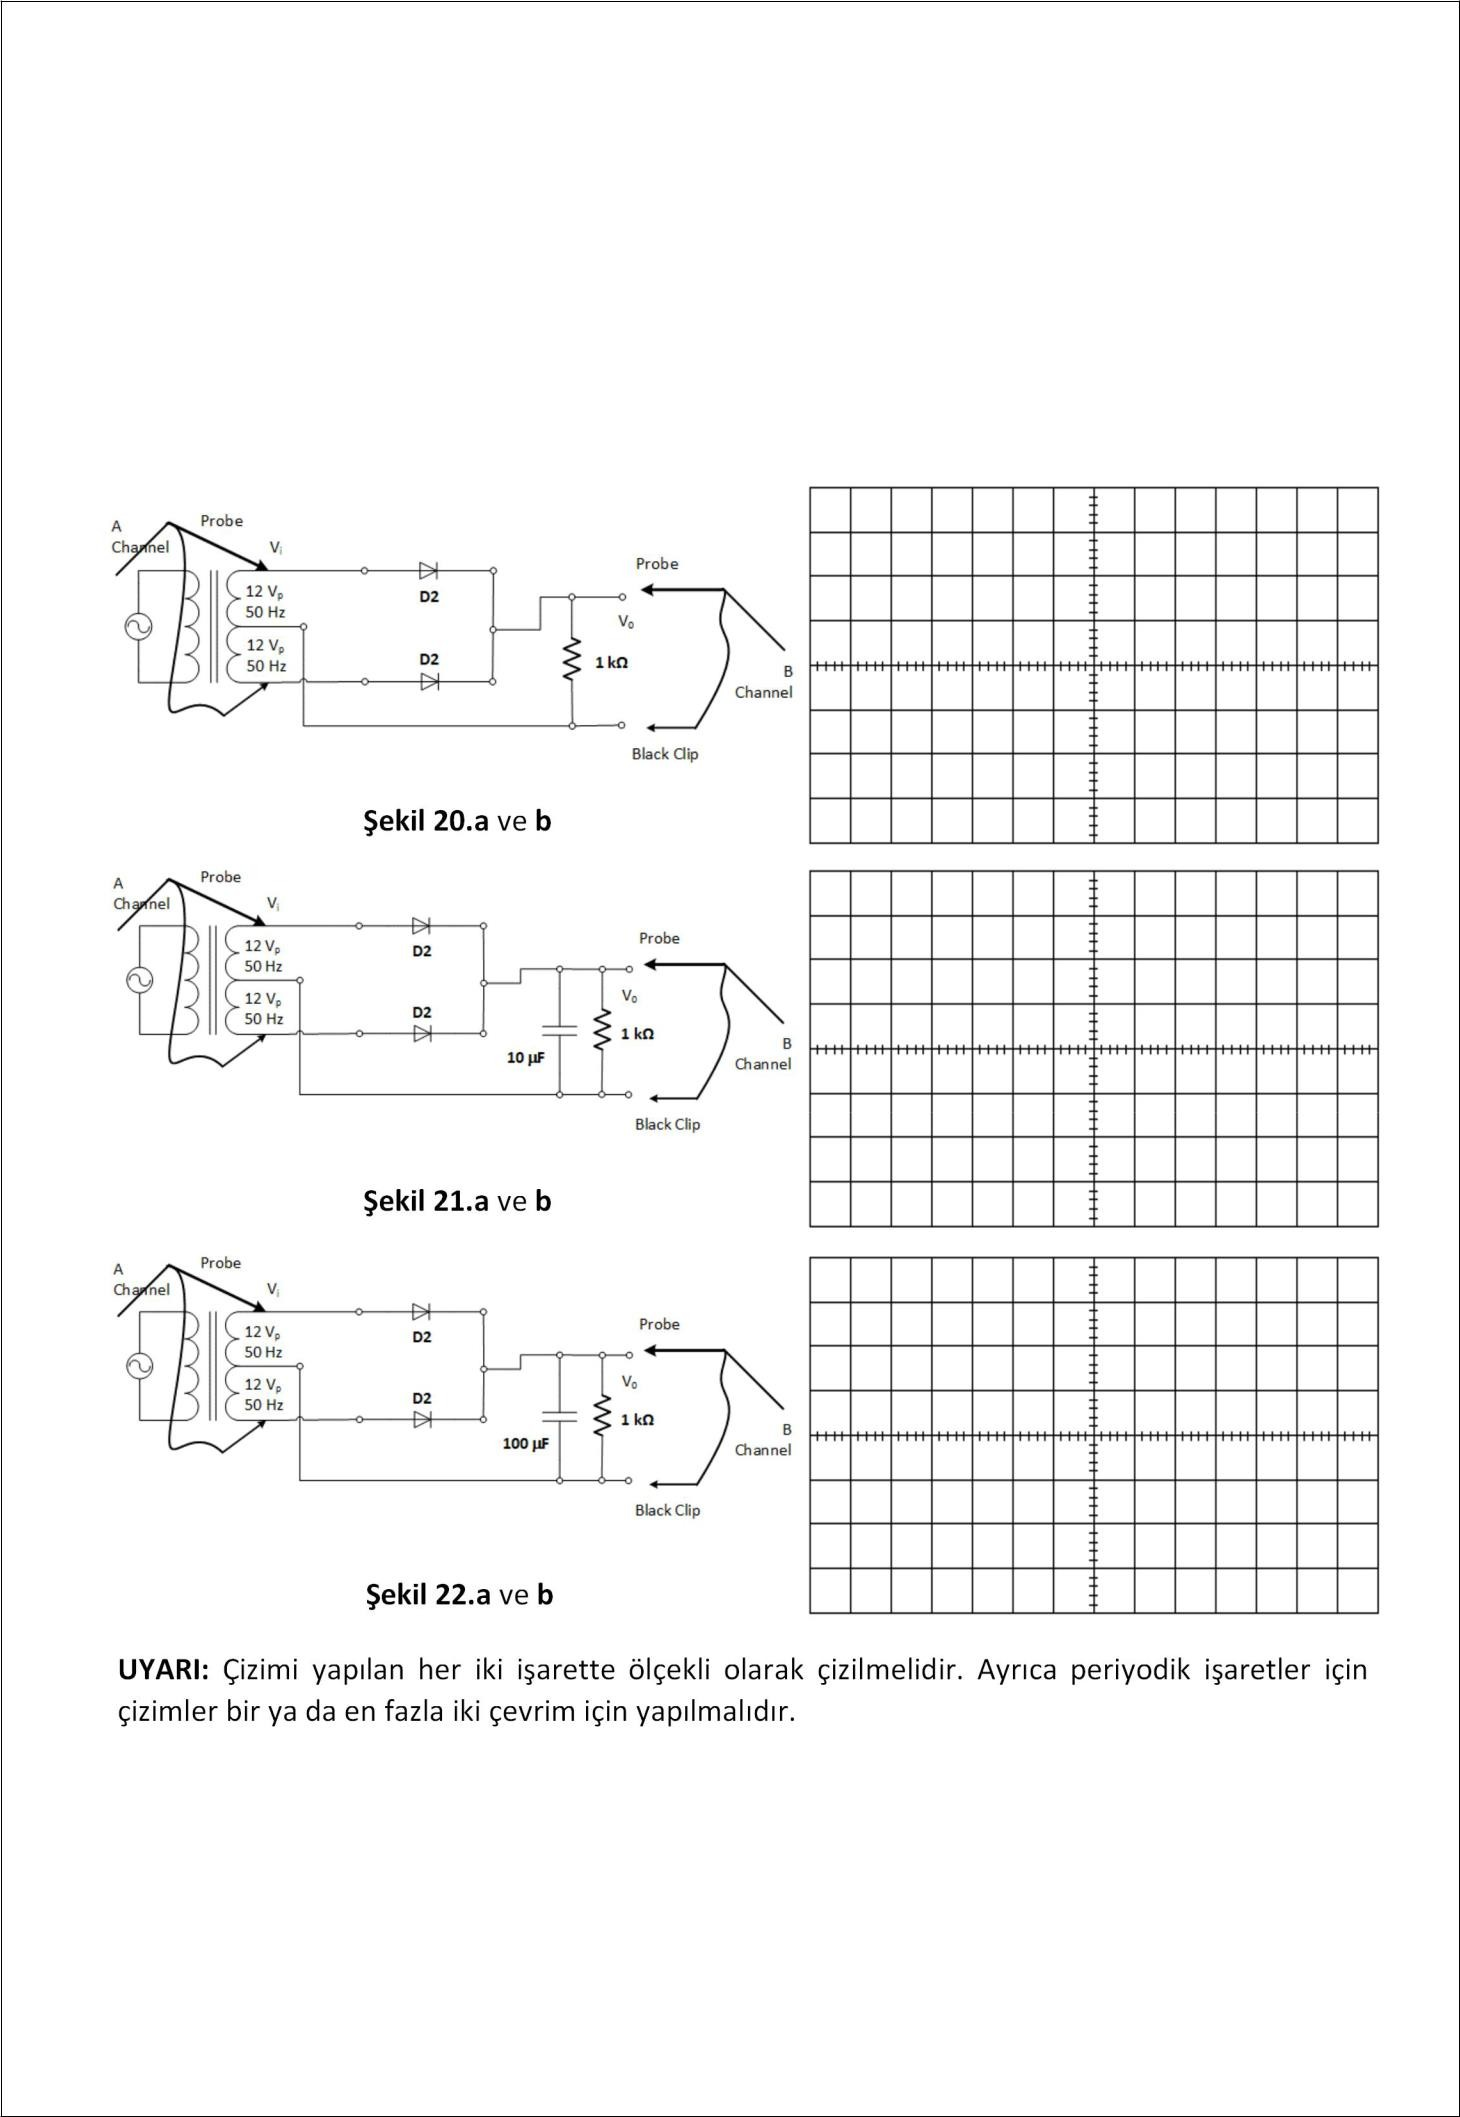 A
Channel
Probe
Vi
12 Vp
50 Hz
12 Vp
50 Hz
D2
D2
1 kΩ
Probe
Vo
B
Channel
Black Clip
Şekil 20.a ve b
A
Channel
Probe
Vi
12 Vp
50 Hz
12 Vp
50 Hz
D2
D2
10 µF
1 kΩ
Probe
Vo
B
Channel
Black Clip
Şekil 21.a ve b
A
Channel
Probe
Vi
12 Vp
50 Hz
12 Vp
50 Hz
D2
D2
100 µF
1 kΩ
Probe
Vo
B
Channel
Black Clip
Şekil 22.a ve b
UYARI: Çizimi yapılan her iki işarette ölçekli olarak çizilmelidir. Ayrıca periyodik işaretler için
çizimler bir ya da en fazla iki çevrim için yapılmalıdır.